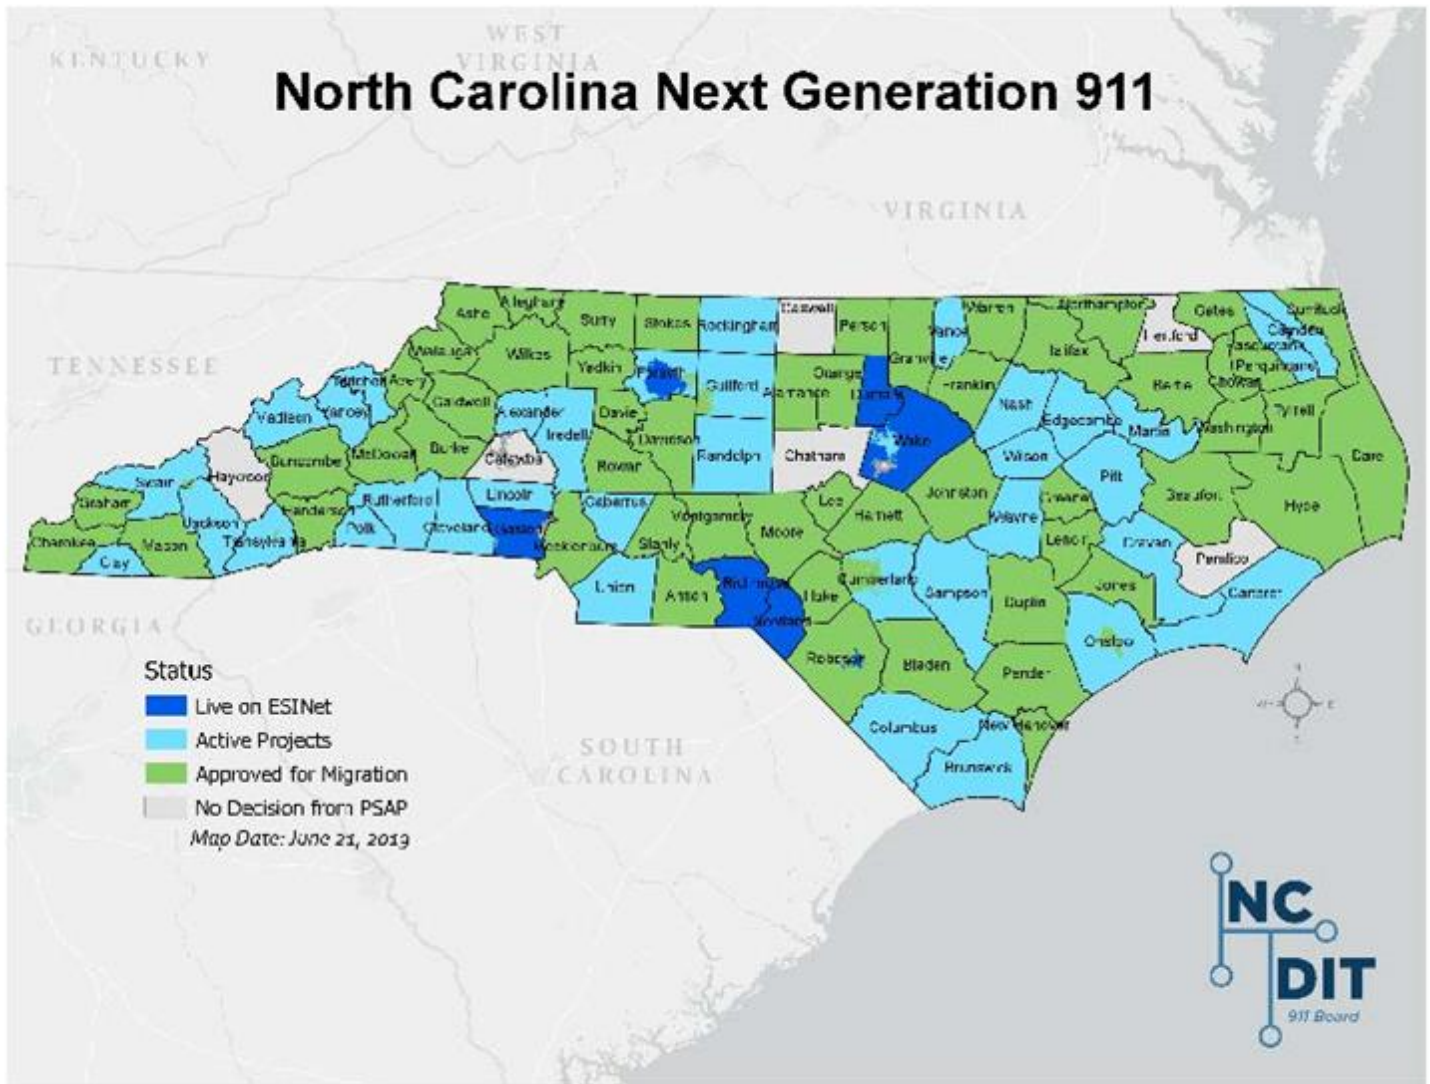 KENTUCKY
WEST
VIRGINIA
North Carolina Next Generation 911
VIRGINIA
TENNESSEE
Ashe
Surry
Stokes
Rockingham
Caswell
Person
Vance
Warren
Northampton
Gates
Currituck
Camden
Watauga
Wilkes
Yadkin
Forsyth
Guilford
Alamance
Orange
Durham
Granville
Franklin
Halifax
Hertford
Bertie
Chowan
Perquimans
Pasquotank
Mitchell
Avery
Caldwell
Alexander
Davie
Iredell
Davidson
Randolph
Chatham
Wake
Nash
Edgecombe
Martin
Washington
Tyrrell
Dare
Madison
Yancey
McDowell
Burke
Catawba
Rowan
Wilson
Pitt
Beaufort
Hyde
Swain
Haywood
Buncombe
Rutherford
Lincoln
Cabarrus
Montgomery
Moore
Lee
Harnett
Johnston
Wayne
Greene
Lenoir
Craven
Pamlico
Graham
Cherokee
Clay
Macon
Jackson
Transylvania
Henderson
Polk
Cleveland
Gaston
Mecklenburg
Stanly
Union
Anson
Richmond
Scotland
Hoke
Cumberland
Sampson
Duplin
Jones
Carteret
Onslow
Robeson
Bladen
Pender
Columbus
New Hanover
Brunswick
GEORGIA
SOUTH
CAROLINA
Status
Live on ESINet
Active Projects
Approved for Migration
No Decision from PSAP
Map Date: June 21, 2019
NC
DIT
911 Board